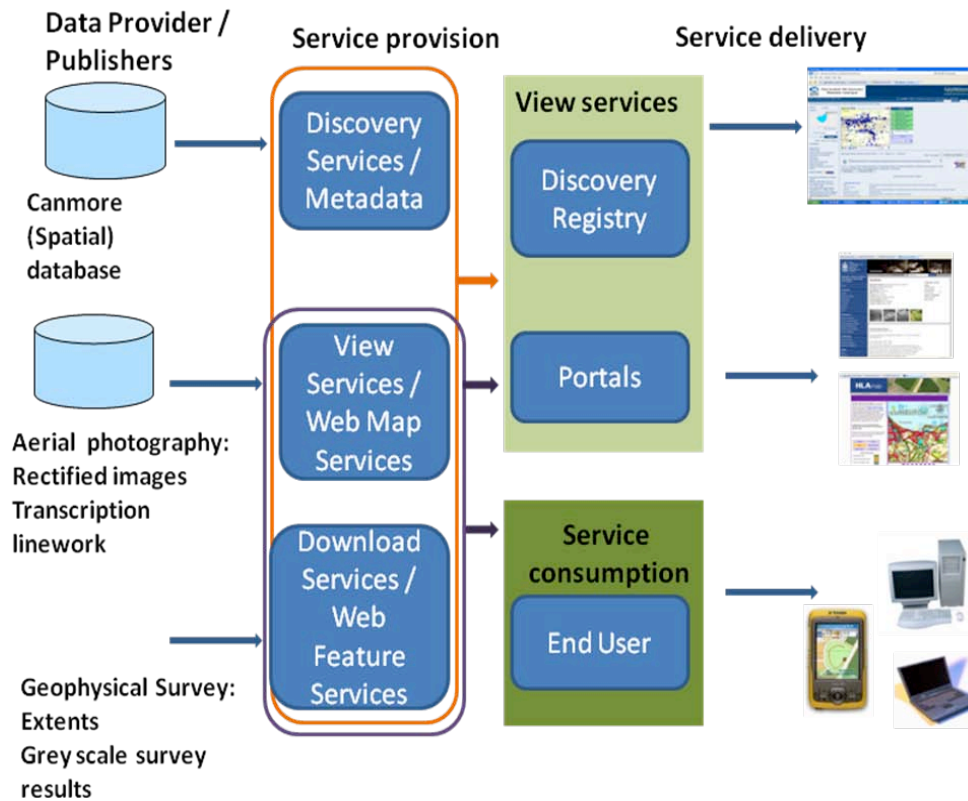 Data Provider /
Publishers
Service provision
Service delivery
Canmore
(Spatial)
database
Aerial photography:
Rectified images
Transcription
linework
Geophysical Survey:
Extents
Grey scale survey
results
Discovery
Services /
Metadata
View
Services /
Web Map
Services
Download
Services /
Web
Feature
Services
View services
Discovery
Registry
Portals
Service
consumption
End User
HLAmap